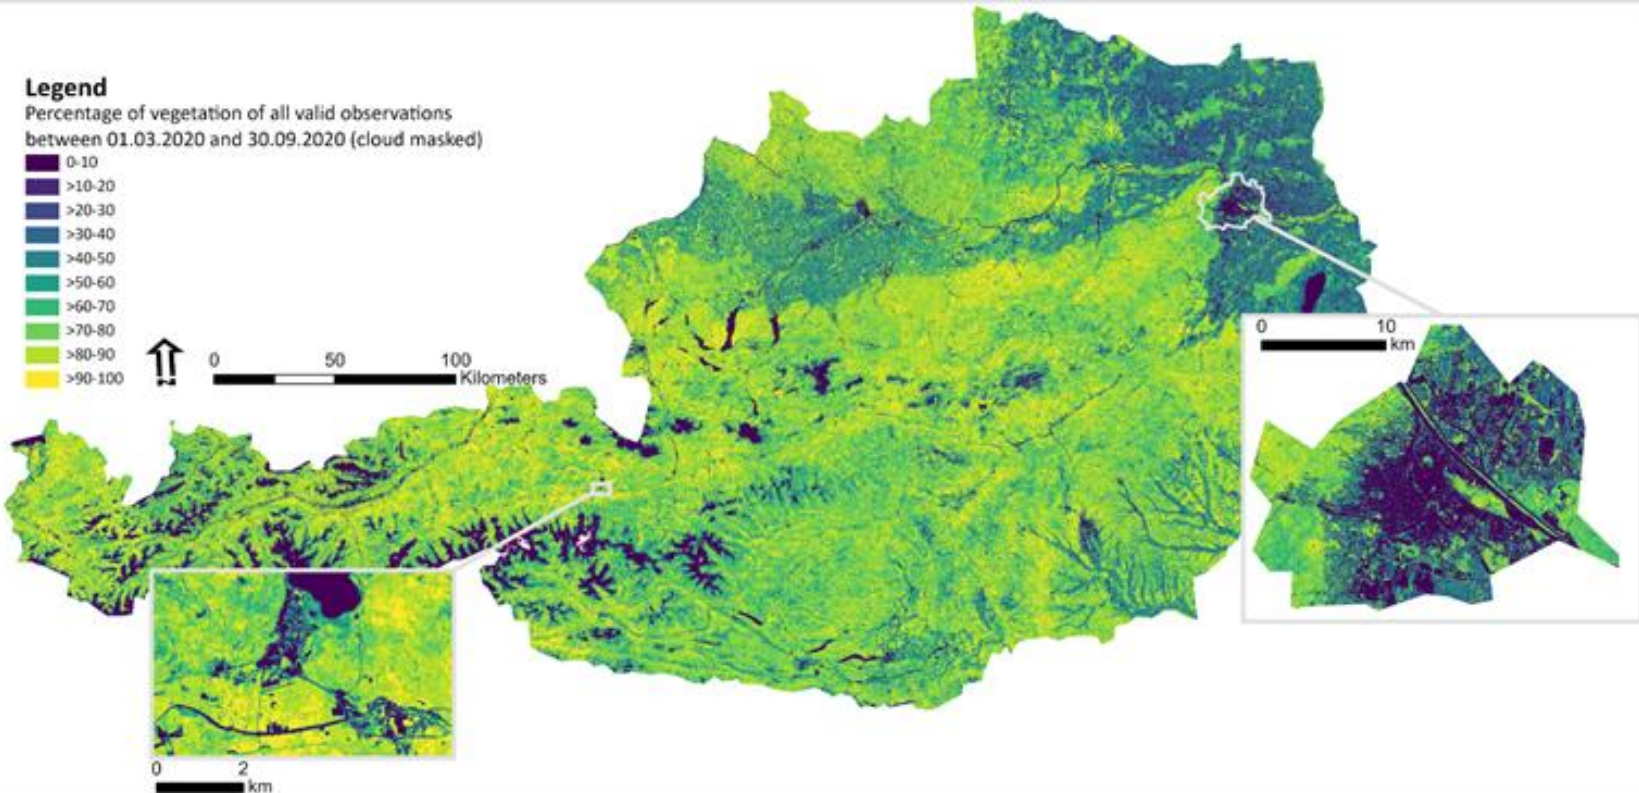 Legend
Percentage of vegetation of all valid observations
between 01.03.2020 and 30.09.2020 (cloud masked)
0-10
>10-20
>20-30
>30-40
>40-50
>50-60
>60-70
>70-80
>80-90
>90-100
0 50 100
Kilometers
0 10
km
0 2
km